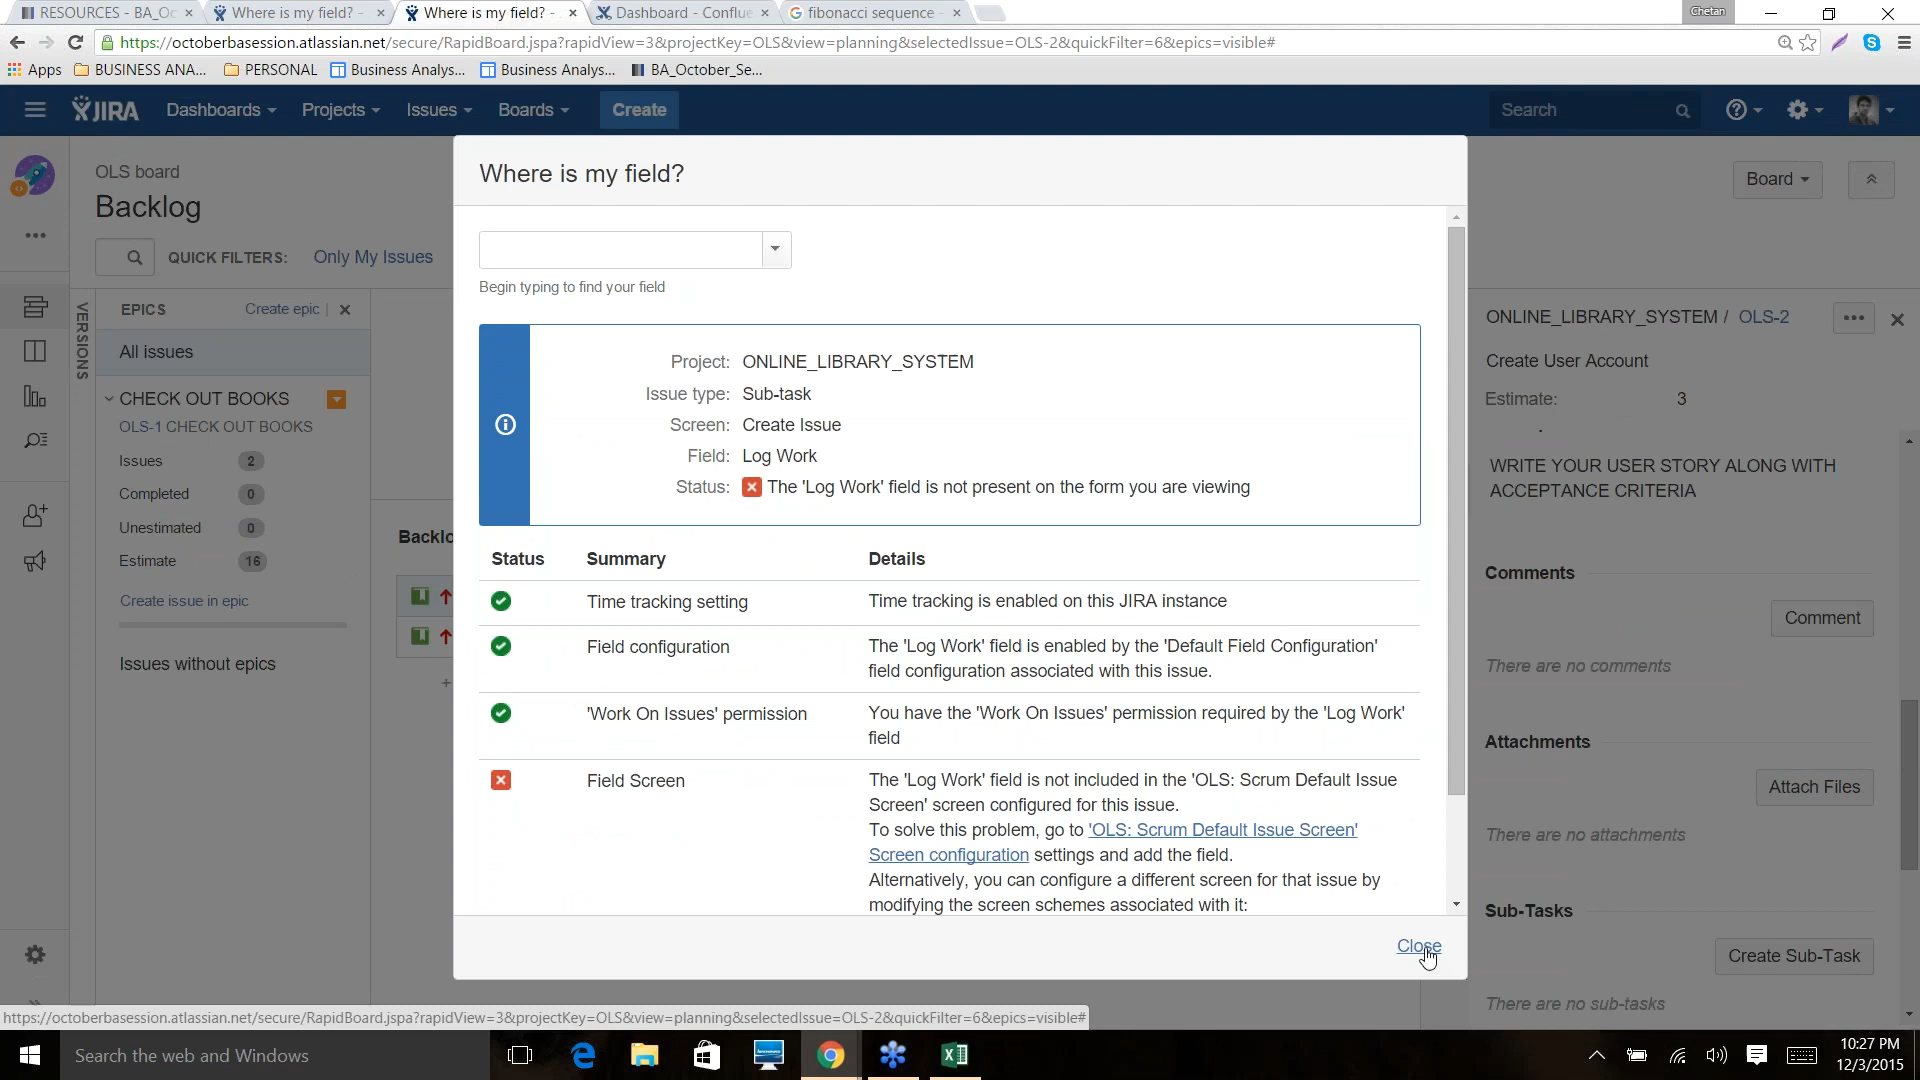 RESOURCES - BA_Oc
Where is my field? -
Where is my field? -
Dashboard - Conflue
fibonacci sequence -
Chetan
https://octoberbasession.atlassian.net/secure/RapidBoard.jspa?rapidView=3&projectKey=OLS&view=planning&selectedIssue=OLS-2&quickFilter=6&epics=visible#
Apps
BUSINESS ANA...
PERSONAL
Business Analys...
Business Analys...
BA_October_Se...
JIRA
Dashboards
Projects
Issues
Boards
Create
Search
OLS board
Backlog
QUICK FILTERS:
Only My Issues
Board
VERSIONS
EPICS
Create epic
All issues
CHECK OUT BOOKS
OLS-1 CHECK OUT BOOKS
Issues 2
Completed 0
Unestimated 0
Estimate 16
Create issue in epic
Issues without epics
Backlo
Where is my field?
Begin typing to find your field
Project: ONLINE_LIBRARY_SYSTEM
Issue type: Sub-task
Screen: Create Issue
Field: Log Work
Status: The 'Log Work' field is not present on the form you are viewing
Status Summary Details
Time tracking setting Time tracking is enabled on this JIRA instance
Field configuration The 'Log Work' field is enabled by the 'Default Field Configuration'
field configuration associated with this issue.
'Work On Issues' permission You have the 'Work On Issues' permission required by the 'Log Work'
field
Field Screen The 'Log Work' field is not included in the 'OLS: Scrum Default Issue
Screen' screen configured for this issue.
To solve this problem, go to 'OLS: Scrum Default Issue Screen'
Screen configuration settings and add the field.
Alternatively, you can configure a different screen for that issue by
modifying the screen schemes associated with it:
Close
ONLINE_LIBRARY_SYSTEM / OLS-2
Create User Account
Estimate: 3
WRITE YOUR USER STORY ALONG WITH
ACCEPTANCE CRITERIA
Comments
Comment
There are no comments
Attachments
Attach Files
There are no attachments
Sub-Tasks
Create Sub-Task
There are no sub-tasks
https://octoberbasession.atlassian.net/secure/RapidBoard.jspa?rapidView=3&projectKey=OLS&view=planning&selectedIssue=OLS-2&quickFilter=6&epics=visible#
Search the web and Windows
10:27 PM
12/3/2015